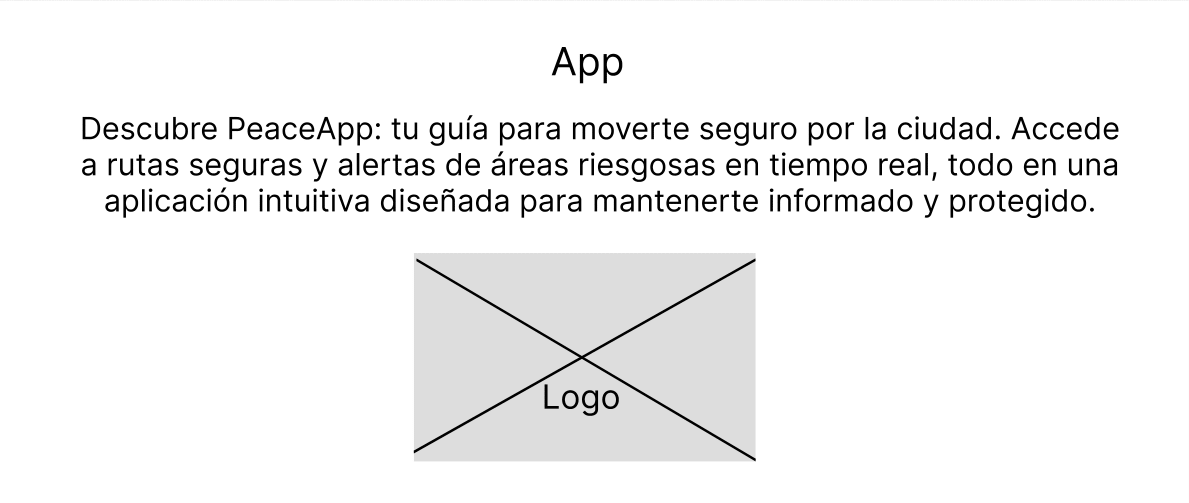 App
Descubre PeaceApp: tu guía para moverte seguro por la ciudad. Accede
a rutas seguras y alertas de áreas riesgosas en tiempo real, todo en una
aplicación intuitiva diseñada para mantenerte informado y protegido.
Logo